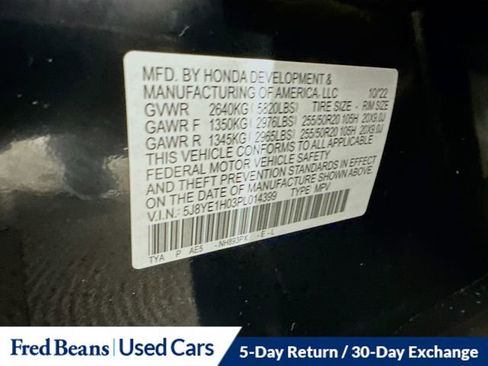 MFD. BY HONDA DEVELOPMENT &
MANUFACTURING OF AMERICA, LLC 10/22
GVWR 2640KG( 5820LBS) TIRE SIZE - RIM SIZE
GAWR F 1350KG( 2976LBS) 255/50R20 105H 20X9.0J
GAWR R 1345KG( 2965LBS) 255/50R20 105H 20X9.0J
THIS VEHICLE CONFORMS TO ALL APPLICABLE
FEDERAL MOTOR VEHICLE SAFETY
STANDARDS IN EFFECT
ON THE DATE OF MANUFACTURE SHOWN ABOVE.
V.I.N.: 5J8YE1H03PL014399 TYPE: MPV
TYA P AE5 NH893PX E - L
Fred Beans Used Cars 5-Day Return / 30-Day Exchange